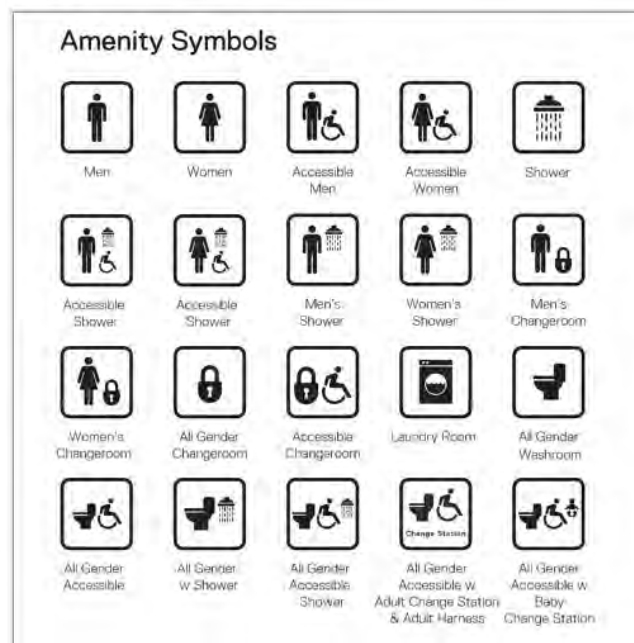 Amenity Symbols
Men
Women
Accessible
Men
Accessible
Women
Shower
Accessible
Shower
Accessible
Shower
Men's
Shower
Women's
Shower
Men's
Changeroom
Women's
Changeroom
All Gender
Changeroom
Accessible
Changeroom
Laundry Room
All Gender
Washroom
Change Station
All Gender
Accessible
All Gender
w Shower
All Gender
Accessible
Shower
All Gender
Accessible w
Adult Change Station
& Adult Harness
All Gender
Accessible w
Baby
Change Station